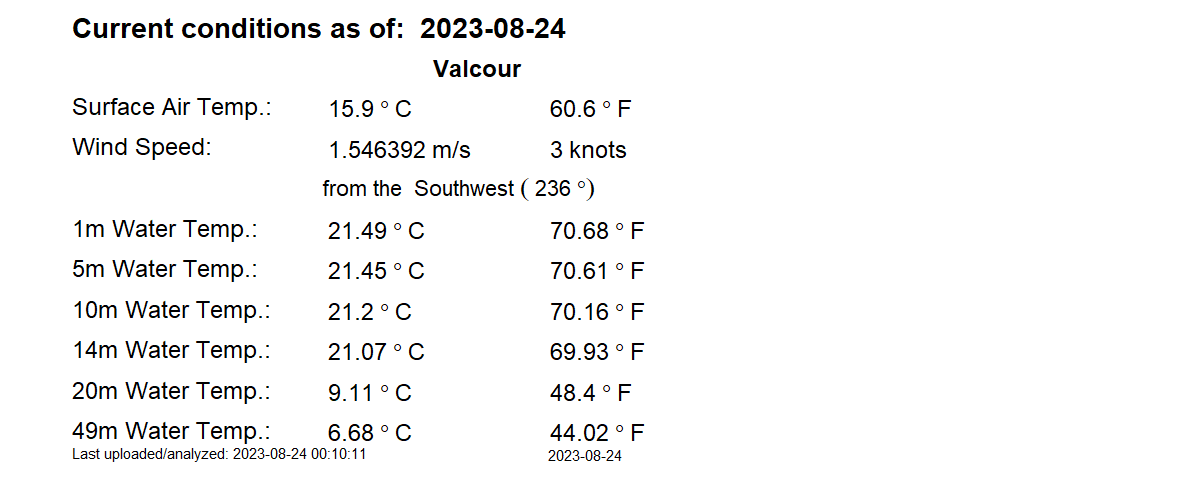 Current conditions as of: 2023-08-24
Valcour
Surface Air Temp.: 15.9 ° C 60.6 ° F
Wind Speed: 1.546392 m/s 3 knots
from the Southwest ( 236 °)
1m Water Temp.: 21.49 ° C 70.68 ° F
5m Water Temp.: 21.45 ° C 70.61 ° F
10m Water Temp.: 21.2 ° C 70.16 ° F
14m Water Temp.: 21.07 ° C 69.93 ° F
20m Water Temp.: 9.11 ° C 48.4 ° F
49m Water Temp.: 6.68 ° C 44.02 ° F
Last uploaded/analyzed: 2023-08-24 00:10:11 2023-08-24